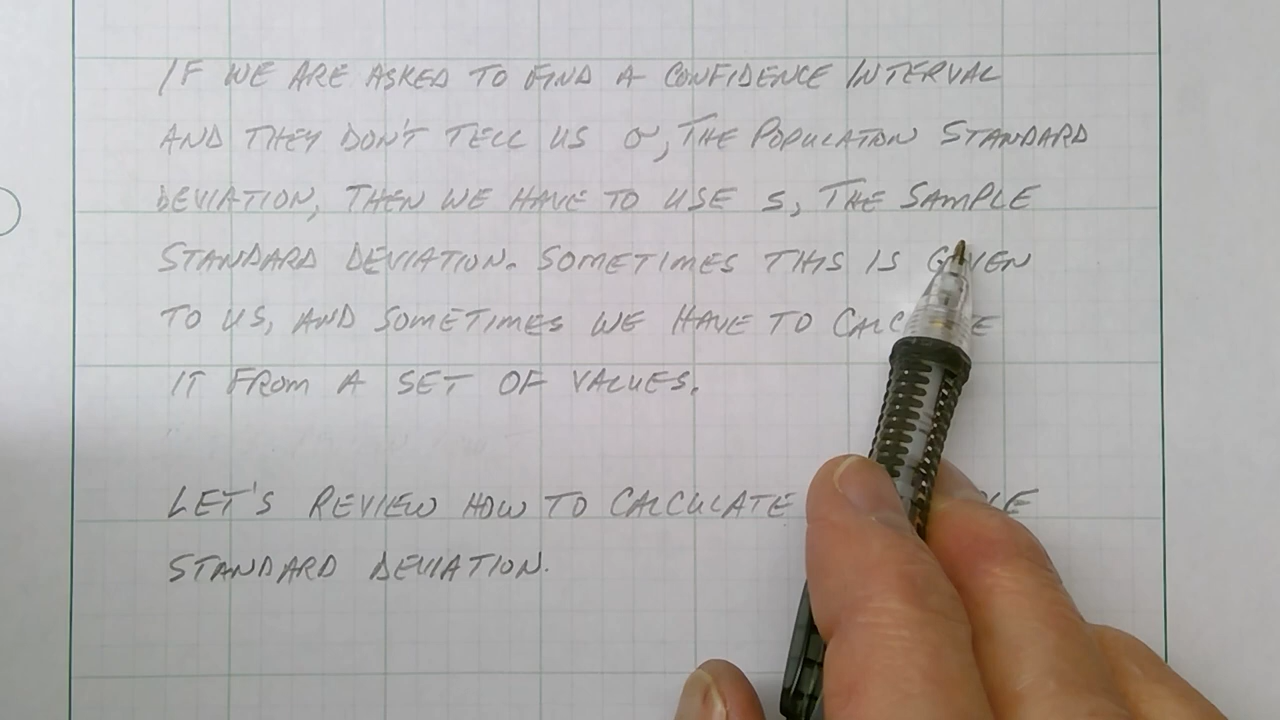 IF WE ARE ASKED TO FIND A CONFIDENCE INTERVAL
AND THEY DON'T TELL US σ, THE POPULATION STANDARD
DEVIATION, THEN WE HAVE TO USE s, THE SAMPLE
STANDARD DEVIATION. SOMETIMES THIS IS GIVEN
TO US, AND SOMETIMES WE HAVE TO
IT FROM A SET OF VALUES.
LET'S REVIEW HOW TO CALCULATE
STANDARD DEVIATION.